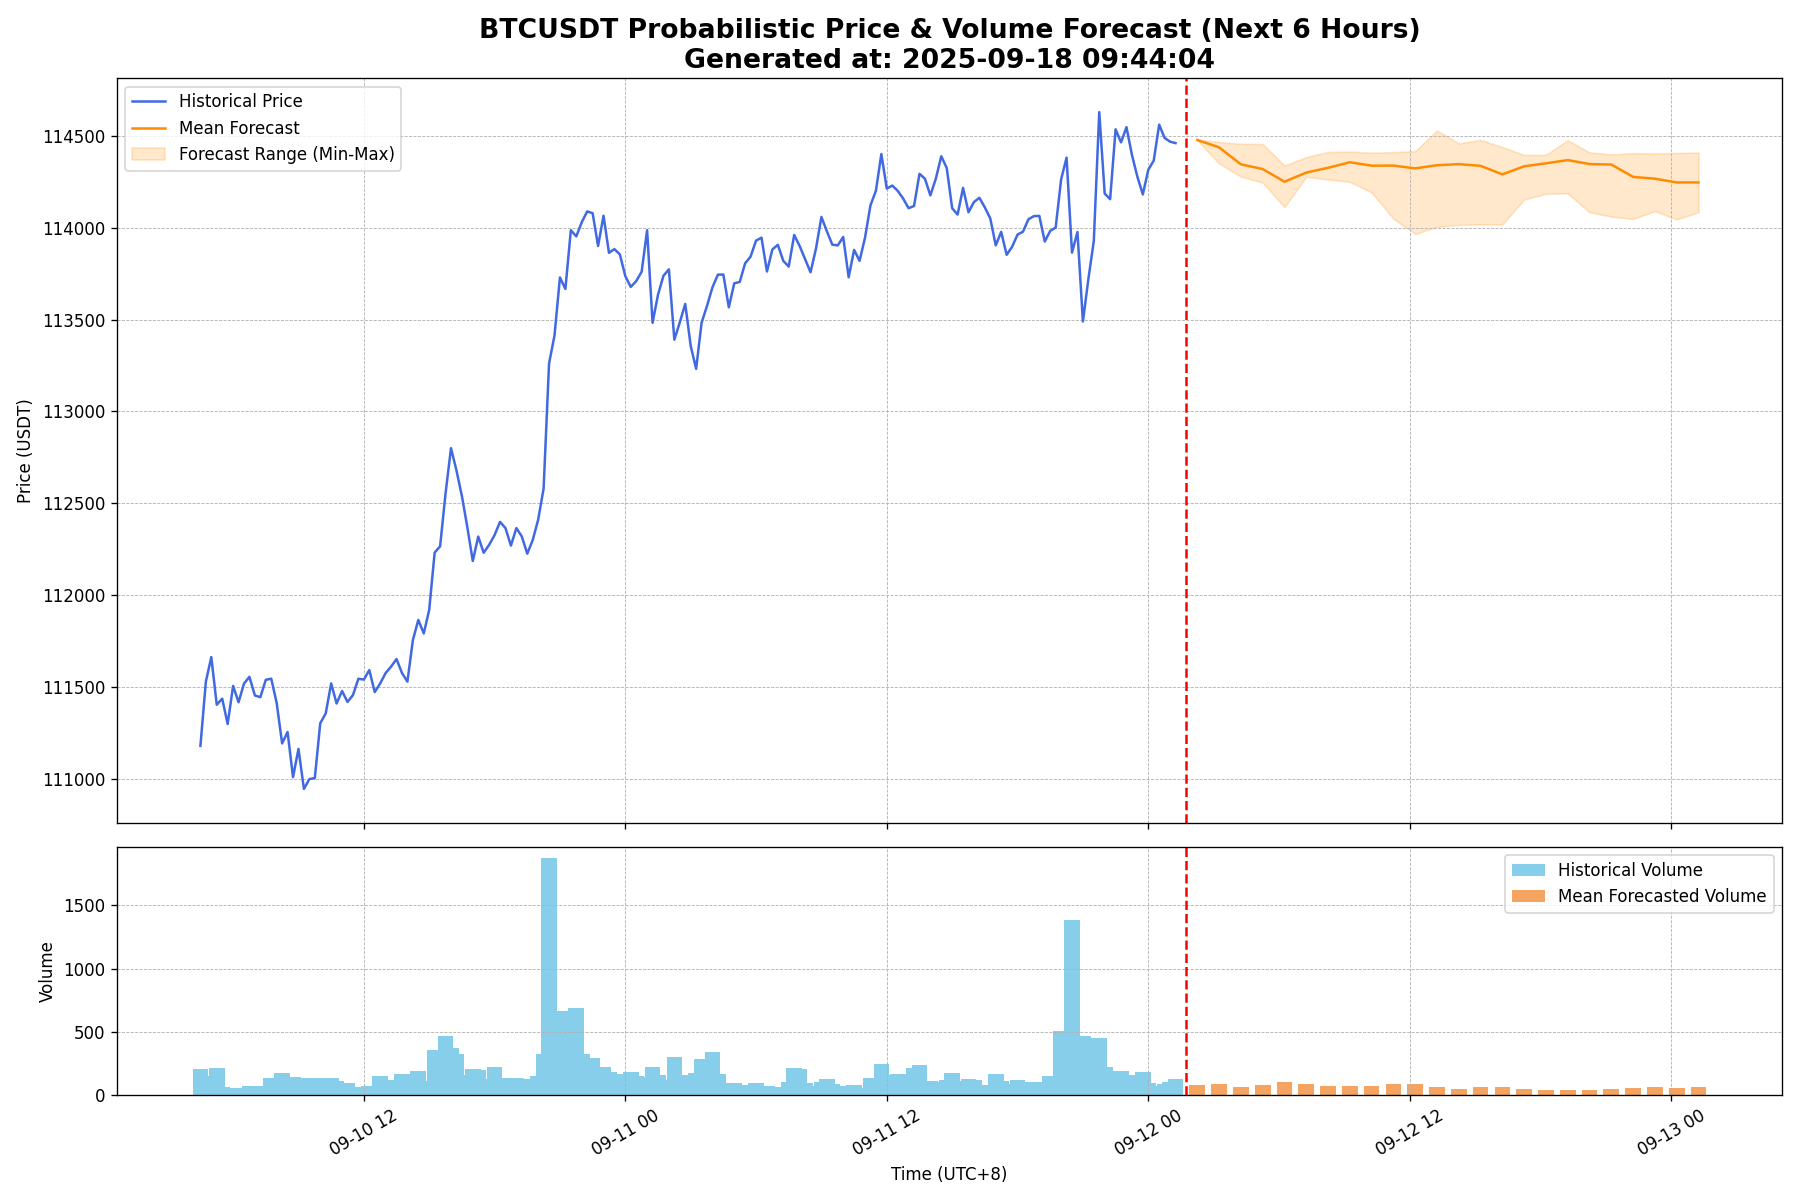 BTCUSDT Probabilistic Price & Volume Forecast (Next 6 Hours)
Generated at: 2025-09-18 09:44:04
Historical Price
Mean Forecast
Forecast Range (Min-Max)
114500
114000
113500
113000
112500
112000
111500
111000
Price (USDT)
Historical Volume
Mean Forecasted Volume
1500
1000
500
0
Volume
09-10 12
09-11 00
09-11 12
09-12 00
09-12 12
09-13 00
Time (UTC+8)